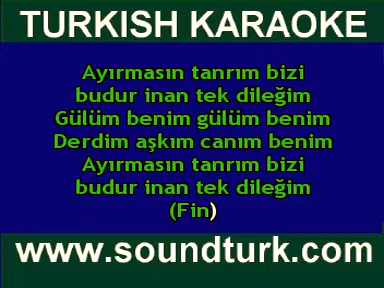 TURKISH KARAOKE
Ayırmasın tanrım bizi
budur inan tek dileğim
Gülüm benim gülüm benim
Derdim aşkım canım benim
Ayırmasın tanrım bizi
budur inan tek dileğim
(Fin)
www.soundturk.com